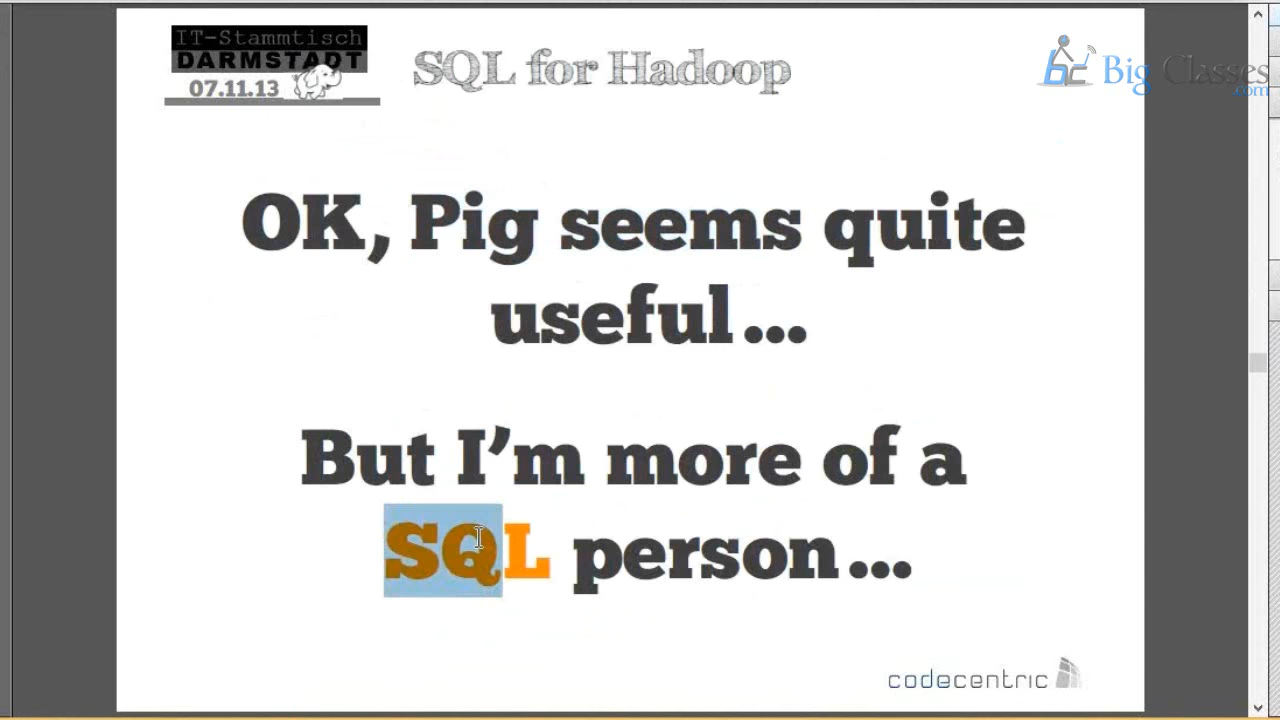 IT-Stammtisch
DARMSTADT
07.11.13
SQL for Hadoop
Big Classes
.com
OK, Pig seems quite
useful...
But I’m more of a
SQL person...
codecentric